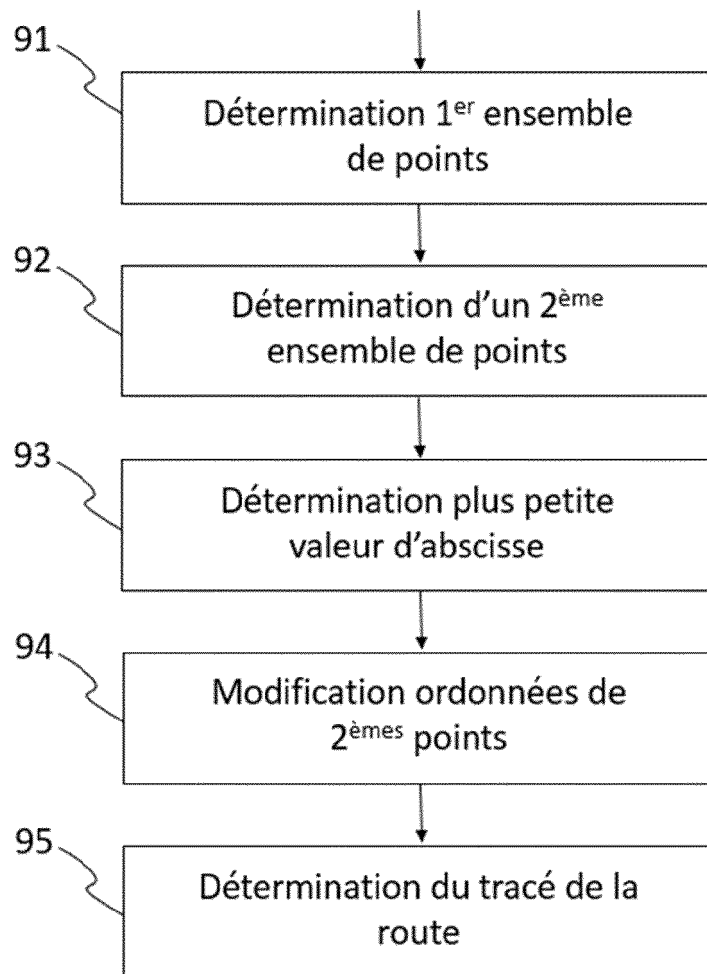 91
Détermination 1er ensemble
de points
92
Détermination d'un 2ème
ensemble de points
93
Détermination plus petite
valeur d'abscisse
94
Modification ordonnées de
2èmes points
95
Détermination du tracé de la
route